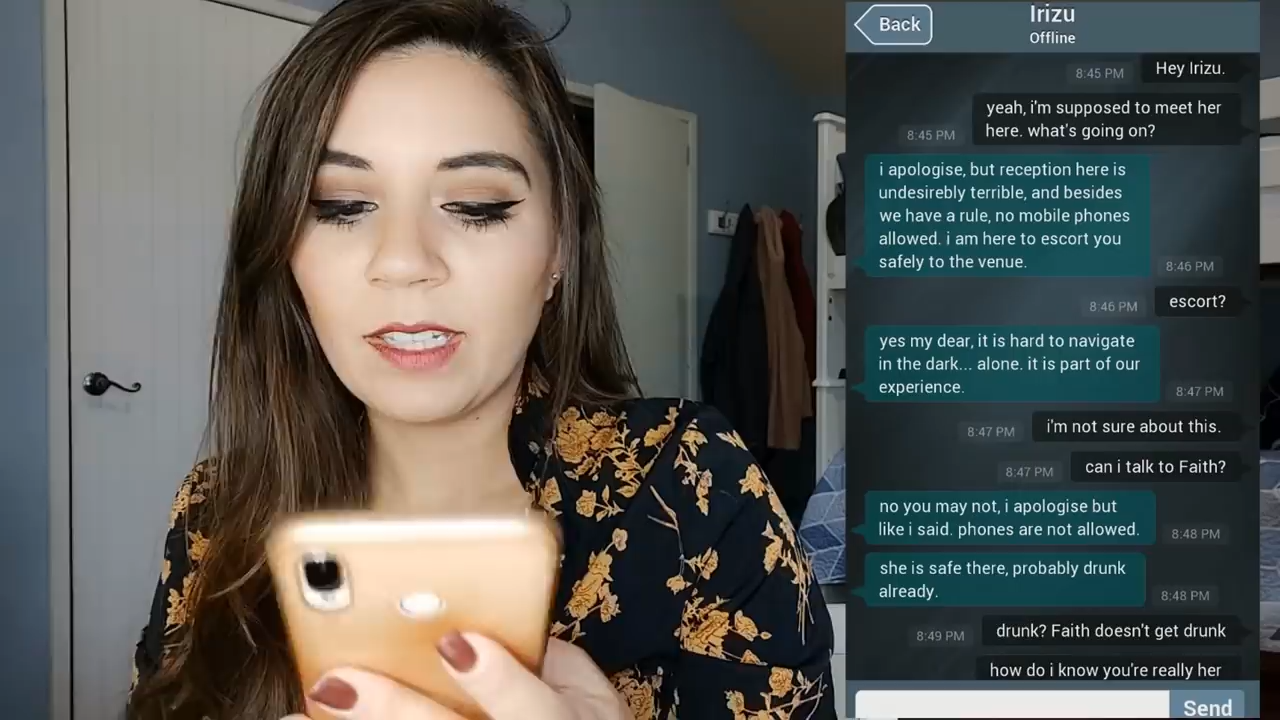 Back
Irizu
Offline
8:45 PM
Hey Irizu.
yeah, i'm supposed to meet her
here. what's going on?
8:45 PM
i apologise, but reception here is
undesirebly terrible, and besides
we have a rule, no mobile phones
allowed. i am here to escort you
safely to the venue.
8:46 PM
8:46 PM
escort?
yes my dear, it is hard to navigate
in the dark... alone. it is part of our
experience.
8:47 PM
8:47 PM
i'm not sure about this.
8:47 PM
can i talk to Faith?
no you may not, i apologise but
like i said. phones are not allowed.
8:48 PM
she is safe there, probably drunk
already.
8:48 PM
8:49 PM
drunk? Faith doesn't get drunk
how do i know you're really her
Send